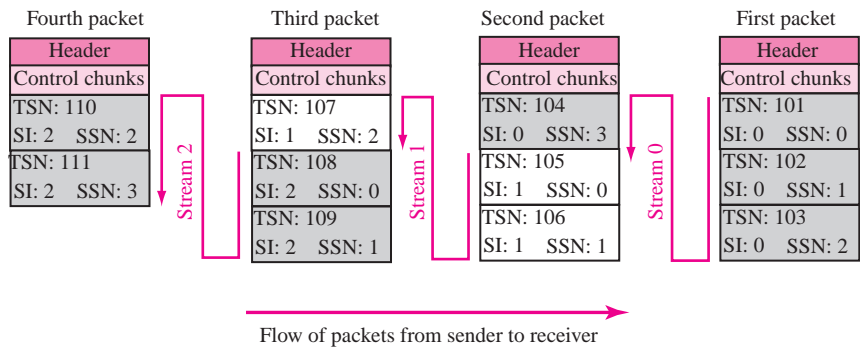 Fourth packet
Header
Control chunks
TSN: 110
SI: 2 SSN: 2
TSN: 111
SI: 2 SSN: 3
Stream 2
Third packet
Header
Control chunks
TSN: 107
SI: 1 SSN: 2
TSN: 108
SI: 2 SSN: 0
TSN: 109
SI: 2 SSN: 1
Stream 1
Second packet
Header
Control chunks
TSN: 104
SI: 0 SSN: 3
TSN: 105
SI: 1 SSN: 0
TSN: 106
SI: 1 SSN: 1
Stream 0
First packet
Header
Control chunks
TSN: 101
SI: 0 SSN: 0
TSN: 102
SI: 0 SSN: 1
TSN: 103
SI: 0 SSN: 2
Flow of packets from sender to receiver